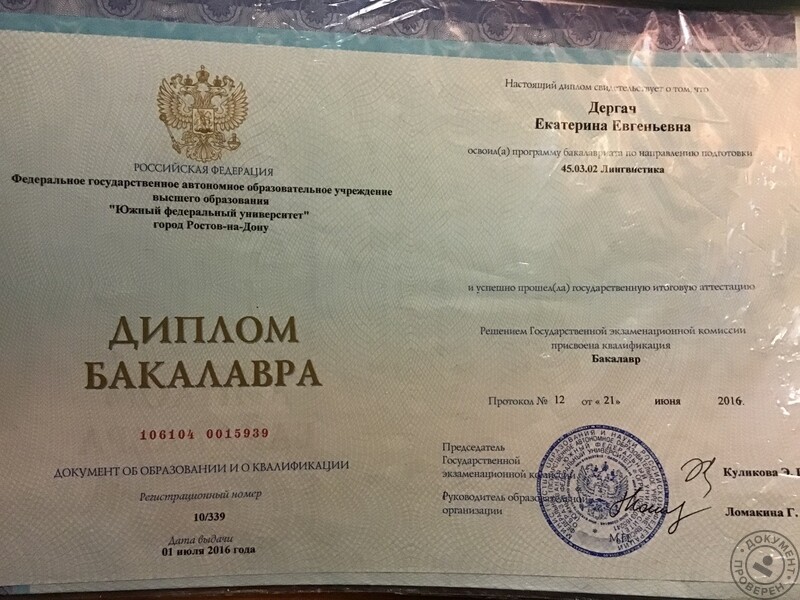 РОССИЙСКАЯ ФЕДЕРАЦИЯ
Федеральное государственное автономное образовательное учреждение
высшего образования
"Южный федеральный университет"
город Ростов-на-Дону
ДИПЛОМ
БАКАЛАВРА
106104 0015939
ДОКУМЕНТ ОБ ОБРАЗОВАНИИ И О КВАЛИФИКАЦИИ
Регистрационный номер
10/339
Дата выдачи
01 июля 2016 года
Настоящий диплом свидетельствует о том, что
Дергач
Екатерина Евгеньевна
освоил(а) программу бакалавриата по направлению подготовки
45.03.02 Лингвистика
и успешно прошел(ла) государственную итоговую аттестацию
Решением Государственной экзаменационной комиссии
присвоена квалификация
Бакалавр
Протокол № 12 от «21» июня 2016г.
Председатель
Государственной
экзаменационной комиссии
Куликова Э.
Руководитель образовательной
организации
Ломакина Г.
М.П.
ДОКУМЕНТ
ПРОВЕРЕН